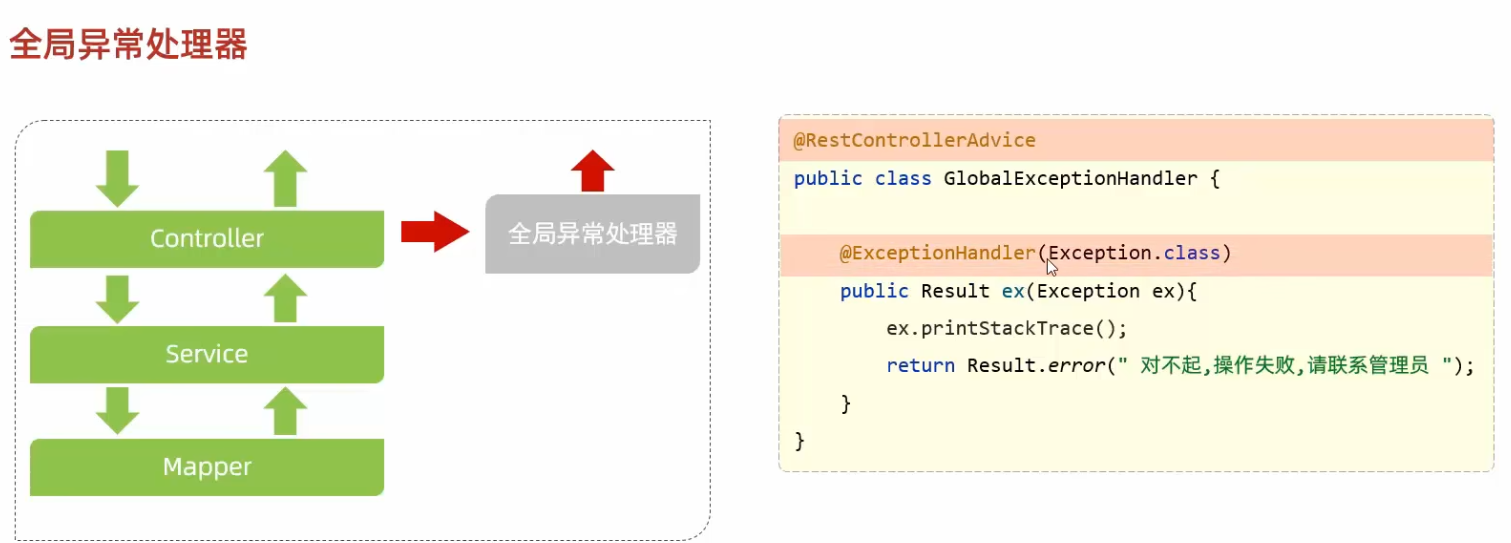 全局异常处理器
Controller
全局异常处理器
Service
Mapper
@RestControllerAdvice
public class GlobalExceptionHandler {
@ExceptionHandler(Exception.class)
public Result ex(Exception ex){
ex.printStackTrace();
return Result.error(" 对不起,操作失败,请联系管理员 ");
}
}